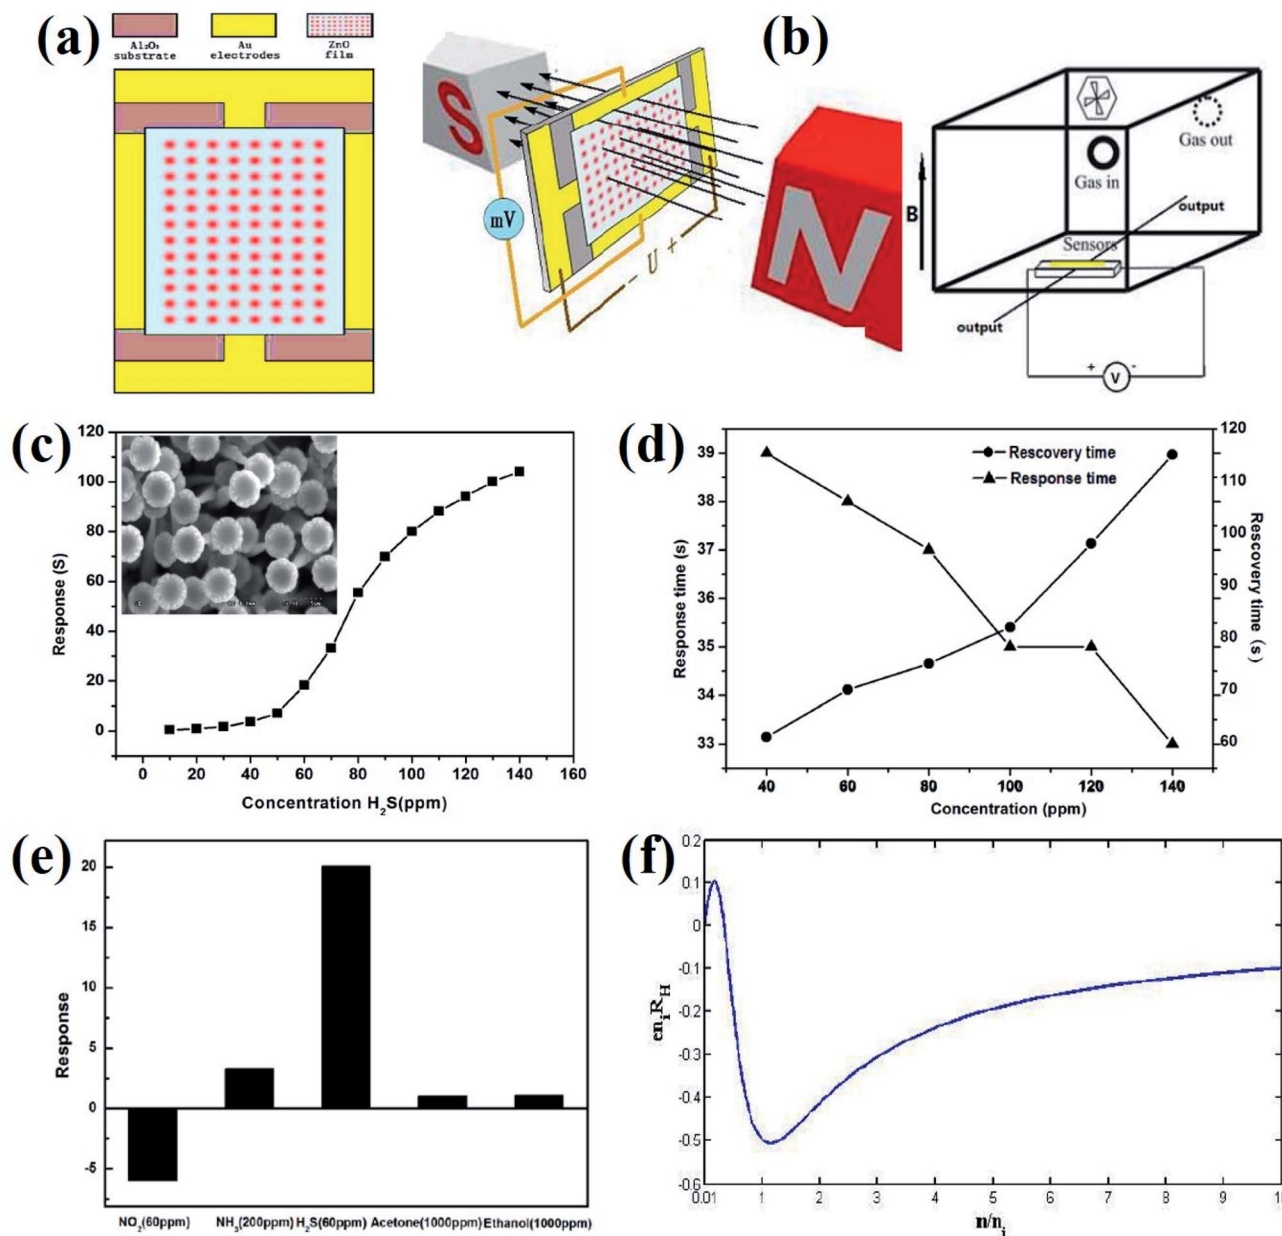 (a)
Al₂O₃ substrate
Au electrodes
ZnO film
S
mV
- U +
N
(b)
Gas out
Gas in
B
output
Sensors
output
+ V -
(c)
120
100
80
60
40
20
0
Response (S)
0 20 40 60 80 100 120 140 160
Concentration H₂S(ppm)
(d)
39
38
37
36
35
34
33
Response time (s)
Rescovery time
Response time
120
110
100
90
80
70
60
Rescovery time (s)
40 60 80 100 120 140
Concentration (ppm)
(e)
20
15
10
5
0
-5
Response
NO₂(60ppm) NH₃(200ppm) H₂S(60ppm) Acetone(1000ppm) Ethanol(1000ppm)
(f)
0.2
0.1
0
-0.1
-0.2
-0.3
-0.4
-0.5
-0.6
en_iR_H
0.01 1 2 3 4 5 6 7 8 9 10
n/n_i